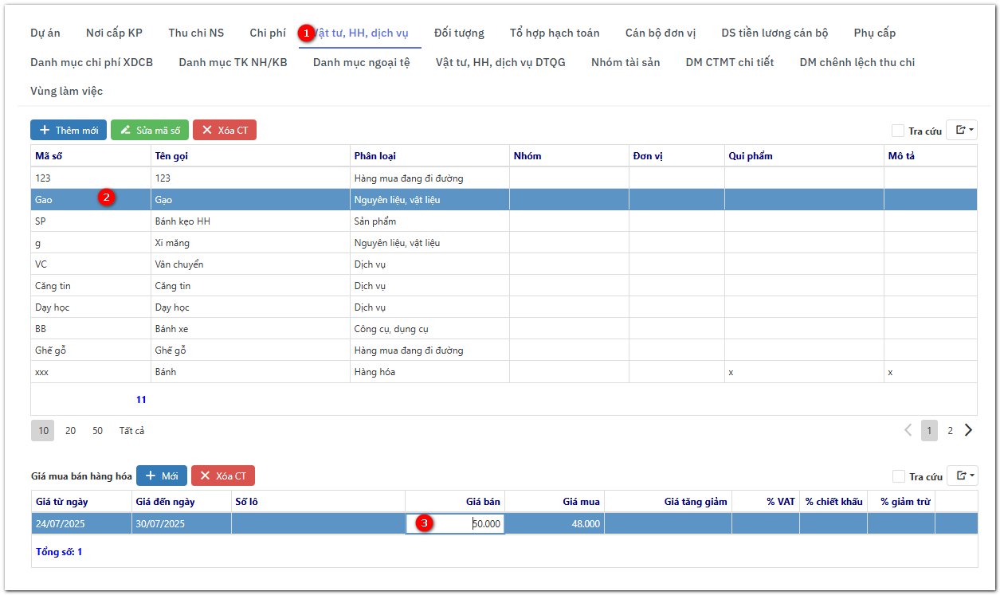 Dự án Nơi cấp KP Thu chi NS Chi phí 1 Vật tư, HH, dịch vụ Đối tượng Tổ hợp hạch toán Cán bộ đơn vị DS tiền lương cán bộ Phụ cấp
Danh mục chi phí XDCB Danh mục TK NH/KB Danh mục ngoại tệ Vật tư, HH, dịch vụ DTQG Nhóm tài sản DM CTMT chi tiết DM chênh lệch thu chi
Vùng làm việc
Thêm mới Sửa mã số Xóa CT Tra cứu
Mã số Tên gọi Phân loại Nhóm Đơn vị Qui phẩm Mô tả
123 123 Hàng mua đang đi đường
Gao 2 Gạo Nguyên liệu, vật liệu
SP Bánh kẹo HH Sản phẩm
g Xi măng Nguyên liệu, vật liệu
VC Vân chuyển Dịch vụ
Căng tin Căng tin Dịch vụ
Dạy học Dạy học Dịch vụ
BB Bánh xe Công cụ, dụng cụ
Ghế gỗ Ghế gỗ Hàng mua đang đi đường
xxx Bánh Hàng hóa x x
11
10 20 50 Tất cả 1 2
Giá mua bán hàng hóa Mới Xóa CT Tra cứu
Giá từ ngày Giá đến ngày Số lô Giá bán Giá mua Giá tăng giảm % VAT % chiết khấu % giảm trừ
24/07/2025 30/07/2025 3 50.000 48.000
Tổng số: 1